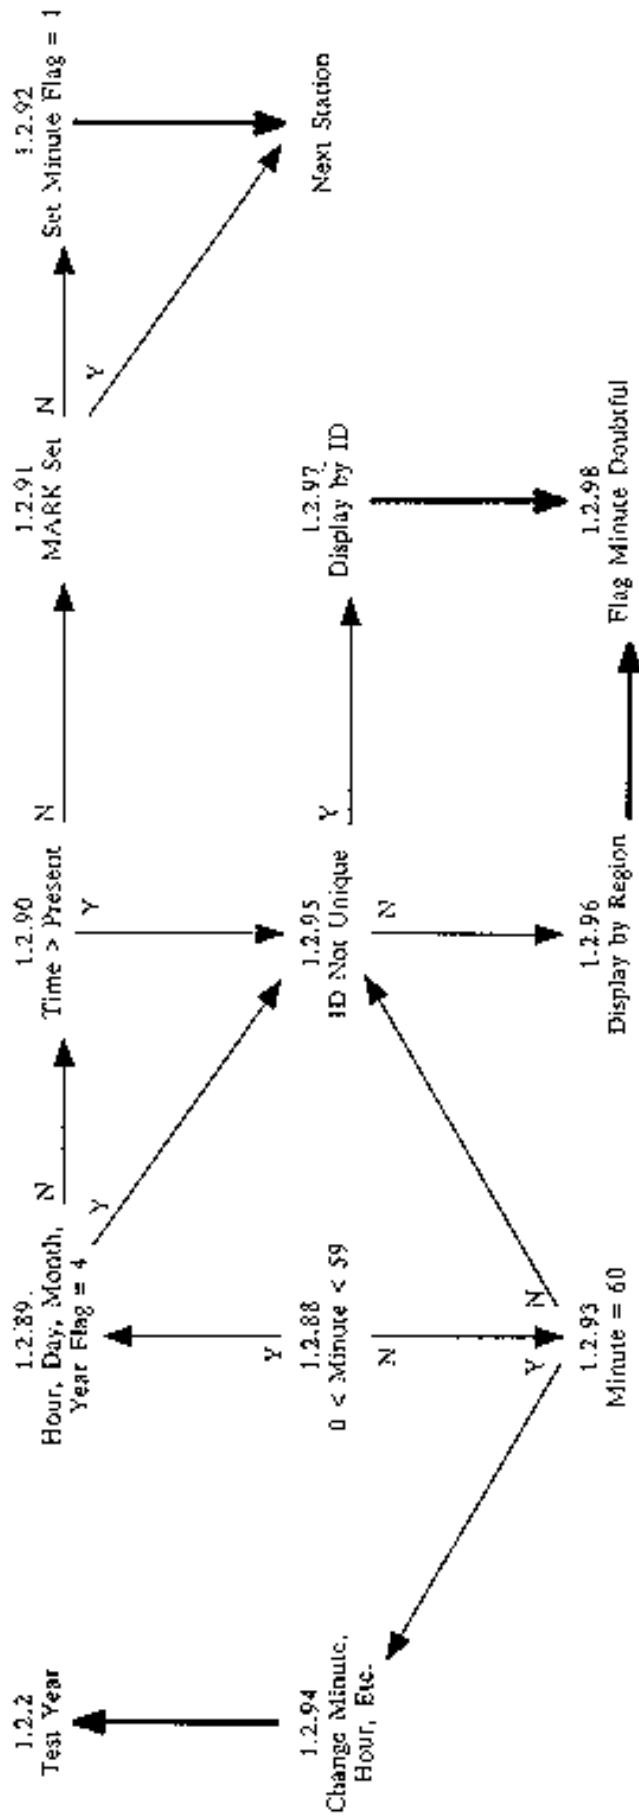 1.2.2
Test Year
1.2.89.
Hour, Day, Month,
Year Flag = 4
N
Y
1.2.90
Time > Present
N
Y
1.2.91
MARK Set
N
Y
1.2.92
Set Minute Flag = 1
1.2.94
Change Minute,
Hour, Etc.
Y
1.2.88
0 < Minute < 59
N
1.2.95
ID Not Unique
Y
N
1.2.97
Display by ID
Next Station
Y
N
1.2.93
Minute = 60
1.2.96
Display by Region
1.2.98
Flag Minute Doubtful